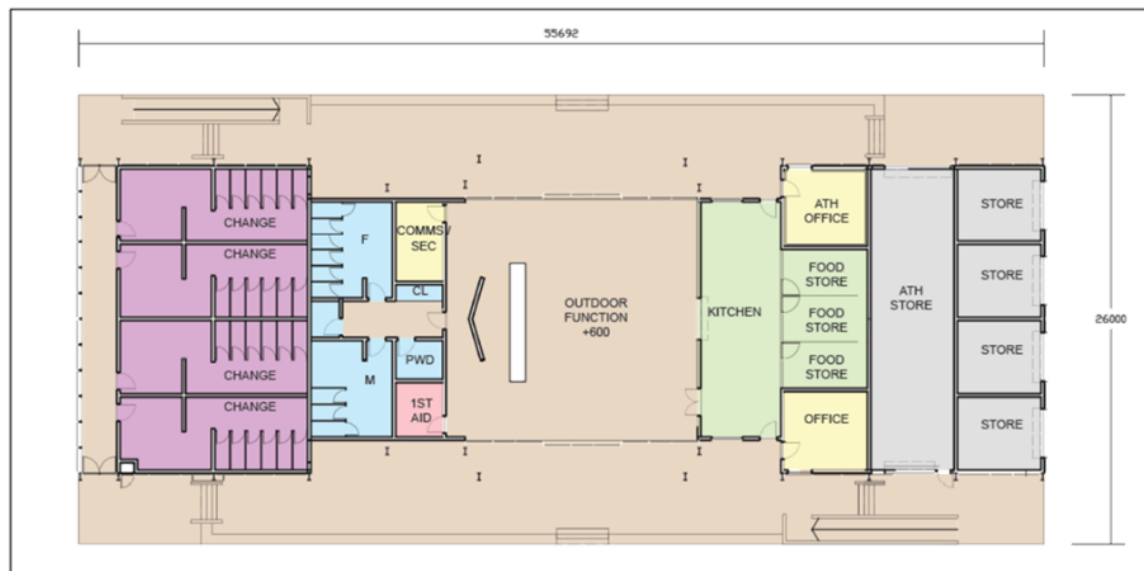 55692
26000
CHANGE
CHANGE
CHANGE
CHANGE
F
COMMS/
SEC
CL
PWD
M
1ST
AID
OUTDOOR
FUNCTION
+600
KITCHEN
ATH
OFFICE
FOOD
STORE
FOOD
STORE
FOOD
STORE
OFFICE
ATH
STORE
STORE
STORE
STORE
STORE